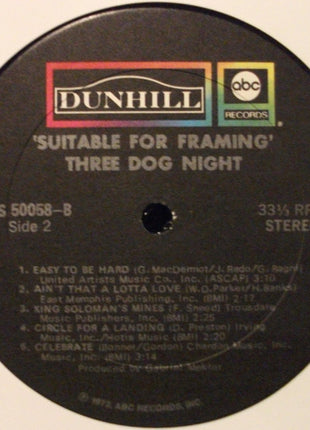 DUNHILL
abc
RECORDS
'SUITABLE FOR FRAMING'
THREE DOG NIGHT
S 50058-B
Side 2
33⅓ RP
STEREO
1. EASY TO BE HARD (G. MacDermot/J. Rado/G. Ragni)
United Artists Music Co., Inc. (ASCAP) 3:11
2. AIN'T THAT A LOTTA LOVE (W.D. Parker/H. Banks)
East Memphis Publishing, Inc. (BMI) 2:17
3. KING SOLOMAN'S MINES (F. Sneed) Trousdale
Music Publishers, Inc. (BMI) 2:25
4. CIRCLE FOR A LANDING (D. Preston) Irving
Music, Inc./Hotis Music (BMI) 2:20
5. CELEBRATE (Bonner/Gordon) Chardon Music, Inc.
Music, Inc. (BMI) 3:14
Produced by Gabriel Mekler
℗ 1973, ABC RECORDS, INC.